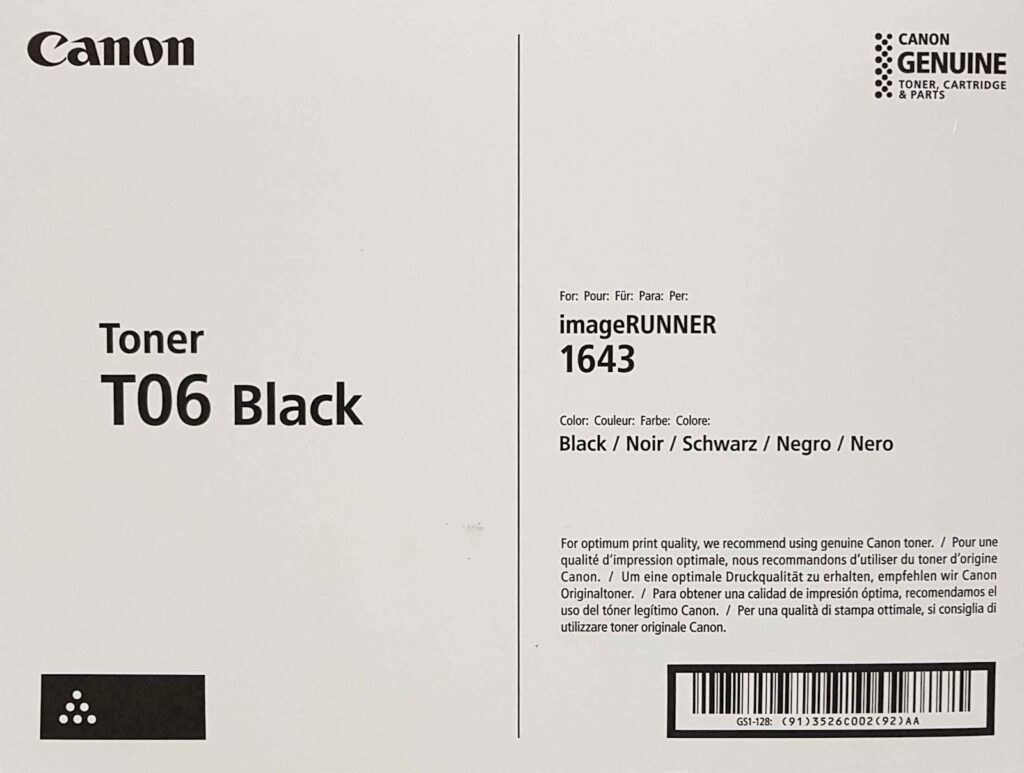 Canon
Toner
T06 Black
CANON
GENUINE
TONER, CARTRIDGE
& PARTS
For: Pour: Für: Para: Per:
imageRUNNER
1643
Color: Couleur: Farbe: Colore:
Black / Noir / Schwarz / Negro / Nero
For optimum print quality, we recommend using genuine Canon toner. / Pour une
qualité d'impression optimale, nous recommandons d'utiliser du toner d'origine
Canon. / Um eine optimale Druckqualität zu erhalten, empfehlen wir Canon
Originaltoner. / Para obtener una calidad de impresión óptima, recomendamos el
uso del tóner legítimo Canon. / Per una qualità di stampa ottimale, si consiglia di
utilizzare toner originale Canon.
GS1-128: (91)3526C002(92)AA